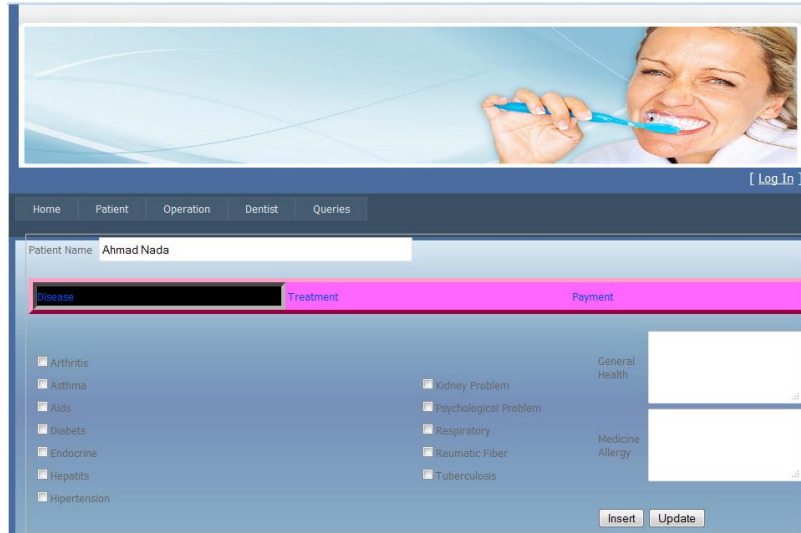 [ Log In ]
Home Patient Operation Dentist Queries
Patient Name Ahmad Nada
Disease Treatment Payment
Arthritis
Asthma
Aids
Diabets
Endocrine
Hepatits
Hipertension
Kidney Problem
Psychological Problem
Respiratory
Reumatic Fiber
Tuberculosis
General
Health
Medicine
Allergy
Insert Update